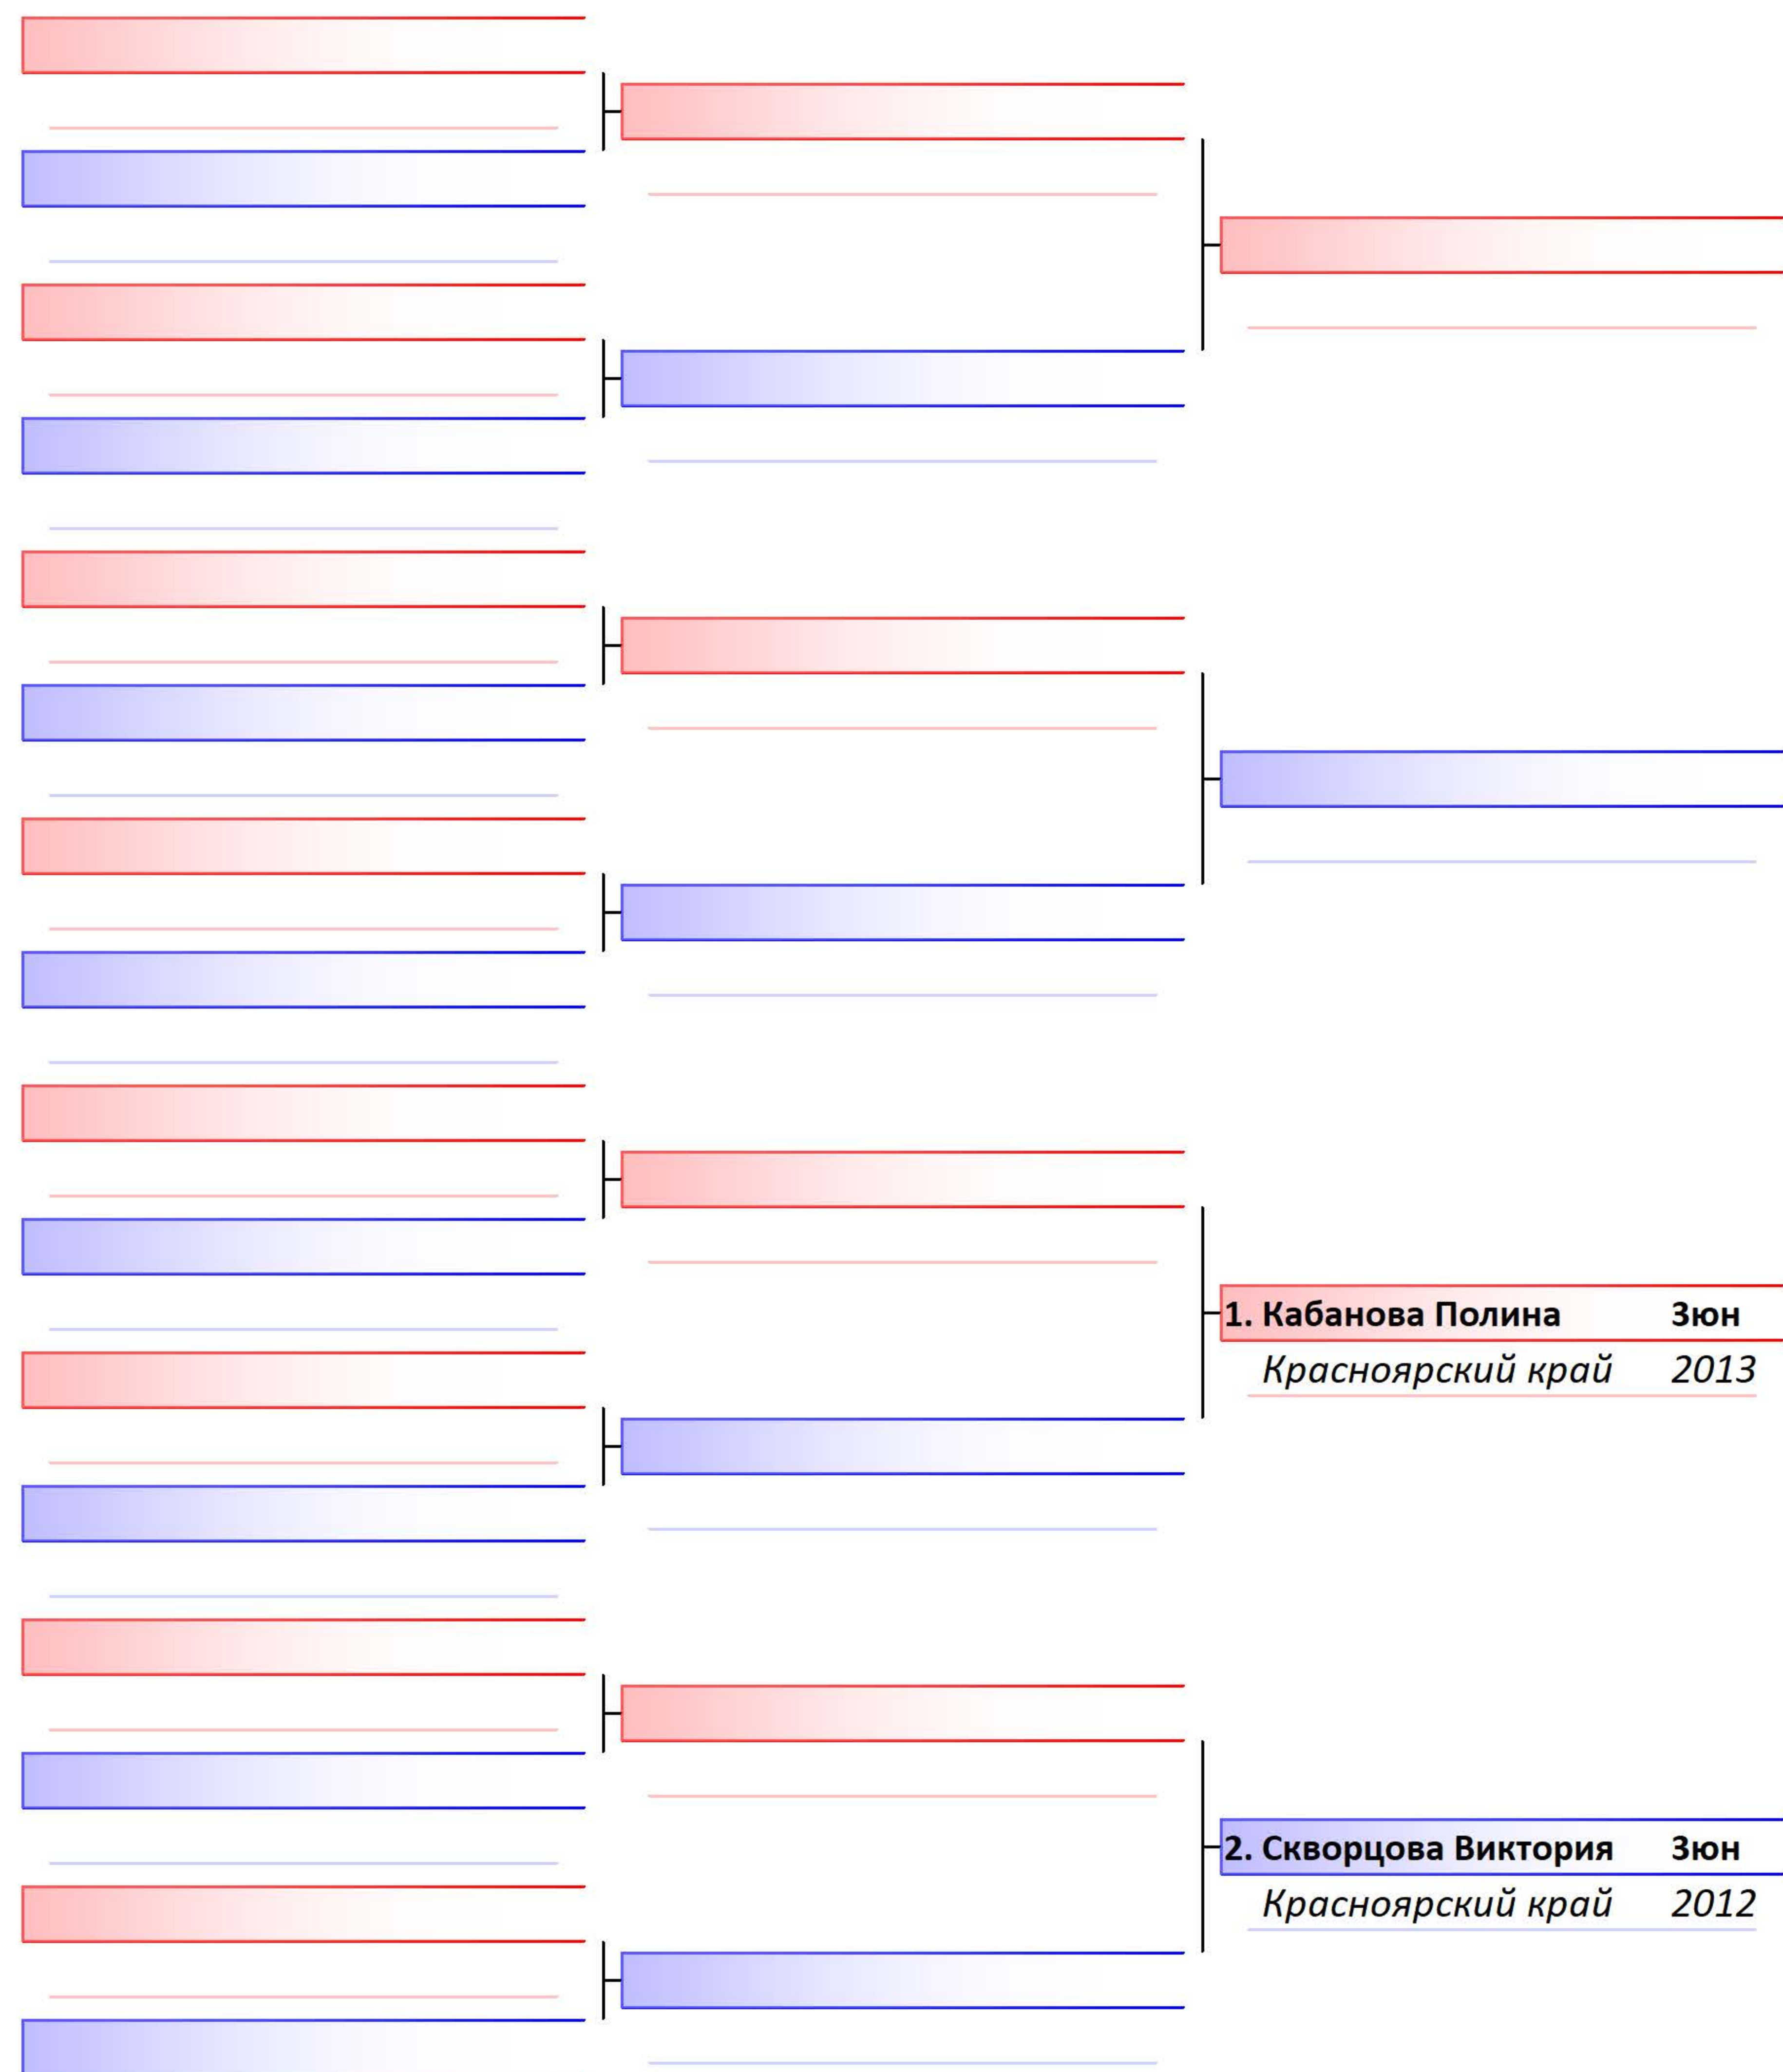 1. Кабанова Полина 3юн
Красноярский край 2013
2. Скворцова Виктория 3юн
Красноярский край 2012